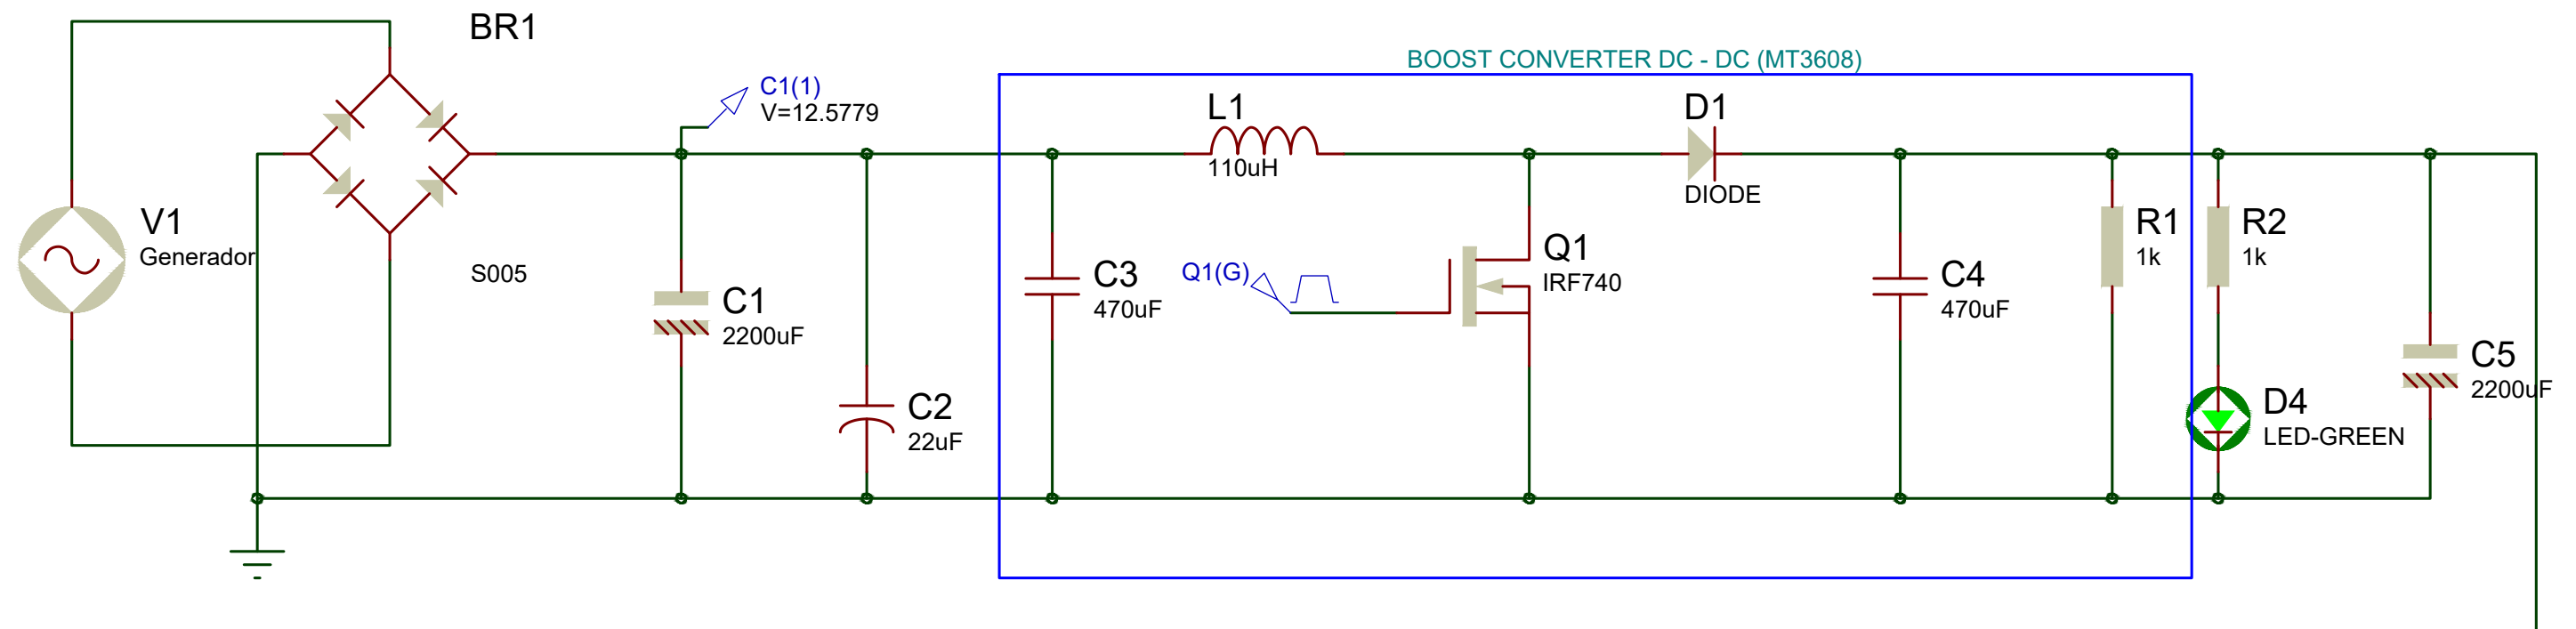 BR1
BOOST CONVERTER DC - DC (MT3608)
C1(1)
V=12.5779
L1
110uH
D1
DIODE
V1
Generador
S005
C1
2200uF
C2
22uF
C3
470uF
Q1(G)
Q1
IRF740
C4
470uF
R1
1k
R2
1k
D4
LED-GREEN
C5
2200uF